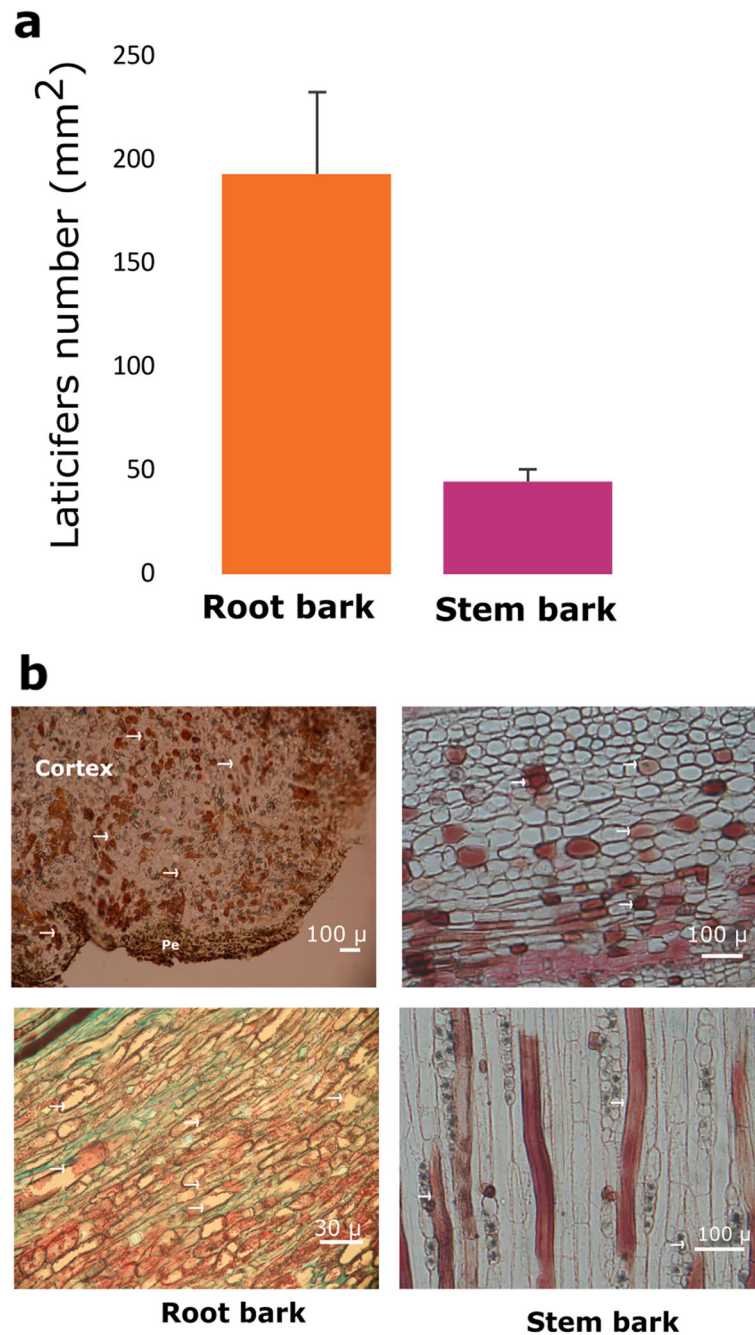 a
Laticifers number (mm²)
250
200
150
100
50
0
Root bark
Stem bark
b
Cortex
Pe
100 µ
100 µ
30 µ
100 µ
Root bark
Stem bark